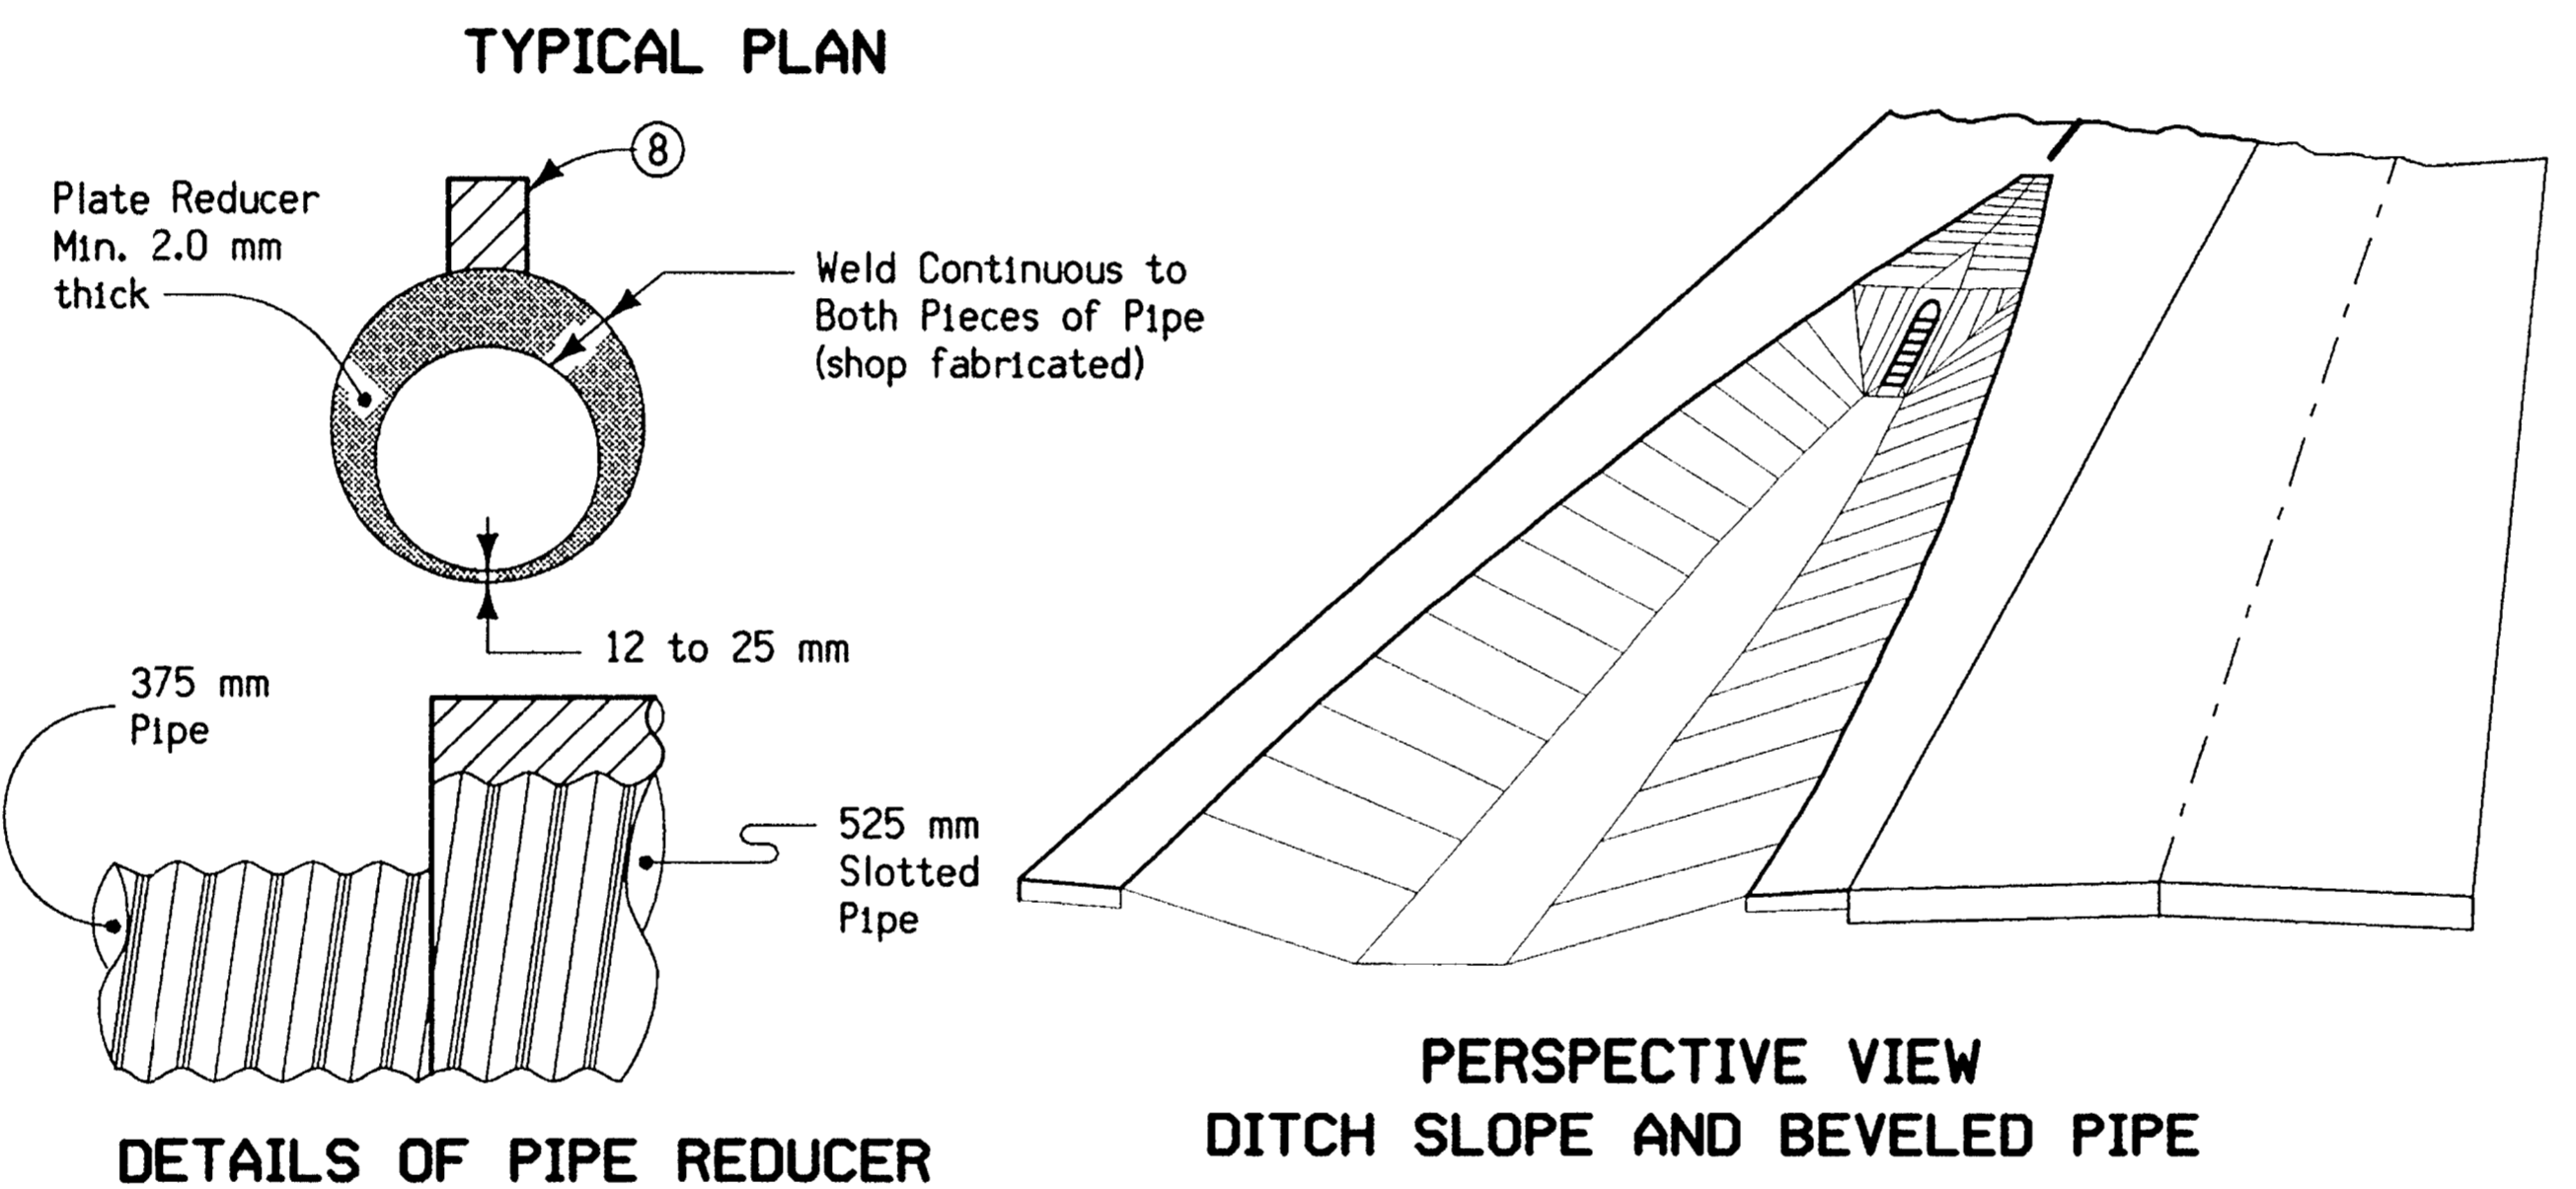 TYPICAL PLAN
8
Plate Reducer
Min. 2.0 mm
thick
Weld Continuous to
Both Pieces of Pipe
(shop fabricated)
12 to 25 mm
375 mm
Pipe
525 mm
Slotted
Pipe
DETAILS OF PIPE REDUCER
PERSPECTIVE VIEW
DITCH SLOPE AND BEVELED PIPE